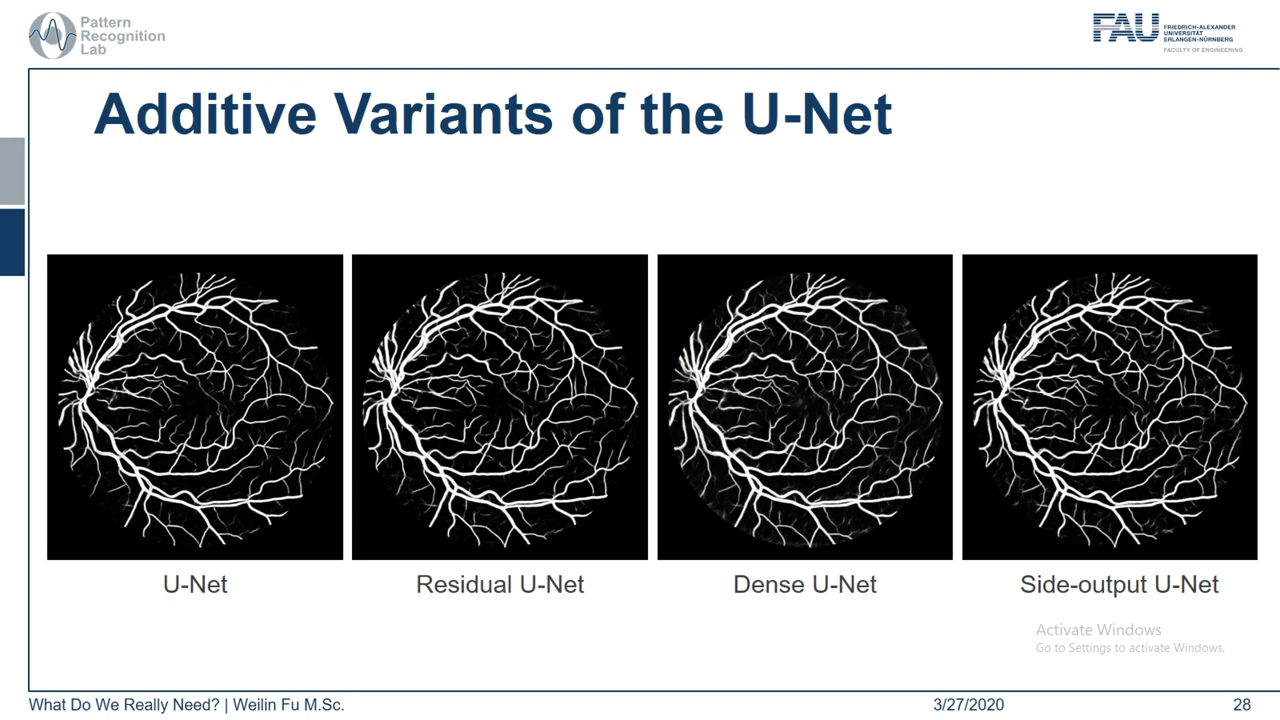 Pattern
Recognition
Lab
FAU
FRIEDRICH-ALEXANDER
UNIVERSITÄT
ERLANGEN-NÜRNBERG
FACULTY OF ENGINEERING
Additive Variants of the U-Net
U-Net
Residual U-Net
Dense U-Net
Side-output U-Net
Activate Windows
Go to Settings to activate Windows.
What Do We Really Need? | Weilin Fu M.Sc.
3/27/2020
28